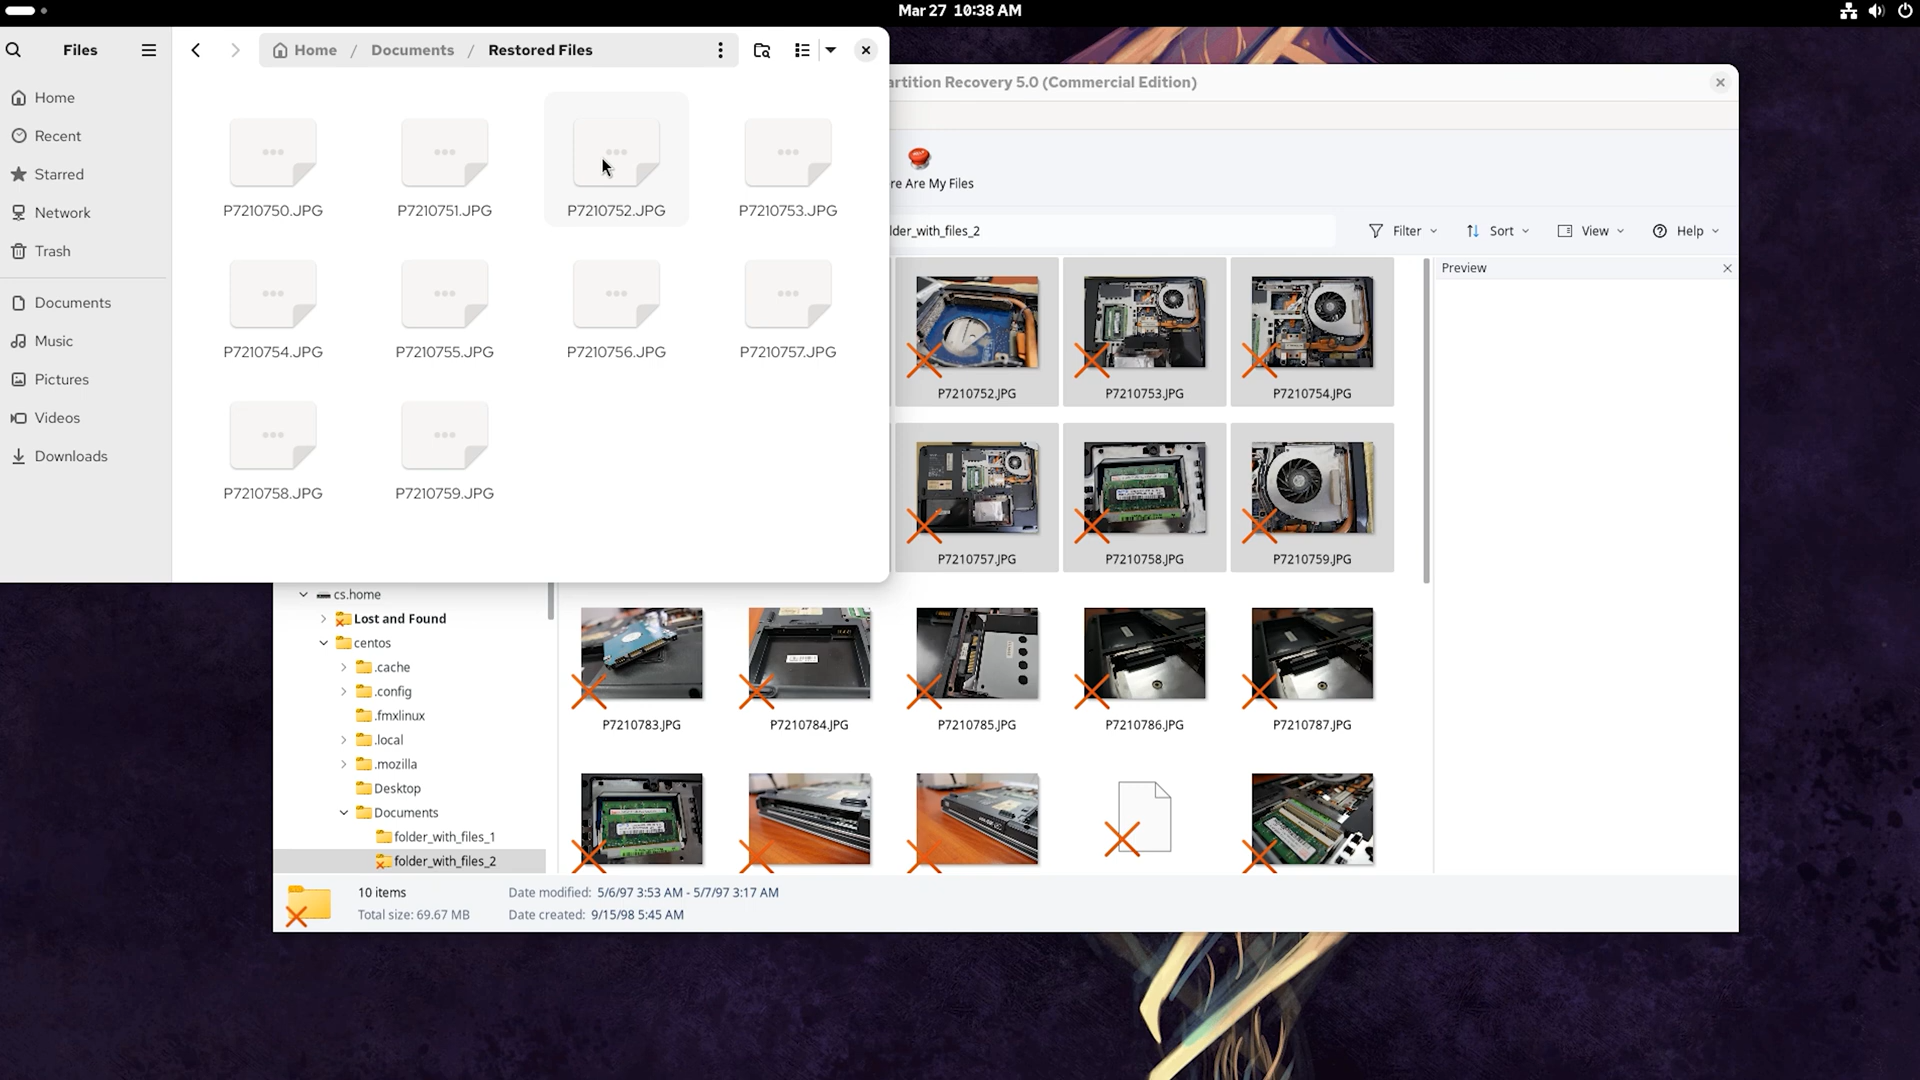 Mar 27 10:38 AM
Files
Home / Documents / Restored Files
Home
Recent
Starred
Network
Trash
Documents
Music
Pictures
Videos
Downloads
P7210750.JPG
P7210751.JPG
P7210752.JPG
P7210753.JPG
P7210754.JPG
P7210755.JPG
P7210756.JPG
P7210757.JPG
P7210758.JPG
P7210759.JPG
artition Recovery 5.0 (Commercial Edition)
re Are My Files
lder_with_files_2
Filter
Sort
View
Help
Preview
P7210752.JPG
P7210753.JPG
P7210754.JPG
P7210757.JPG
P7210758.JPG
P7210759.JPG
P7210783.JPG
P7210784.JPG
P7210785.JPG
P7210786.JPG
P7210787.JPG
cs.home
Lost and Found
centos
.cache
.config
.fmxlinux
.local
.mozilla
Desktop
Documents
folder_with_files_1
folder_with_files_2
10 items
Total size: 69.67 MB
Date modified: 5/6/97 3:53 AM - 5/7/97 3:17 AM
Date created: 9/15/98 5:45 AM